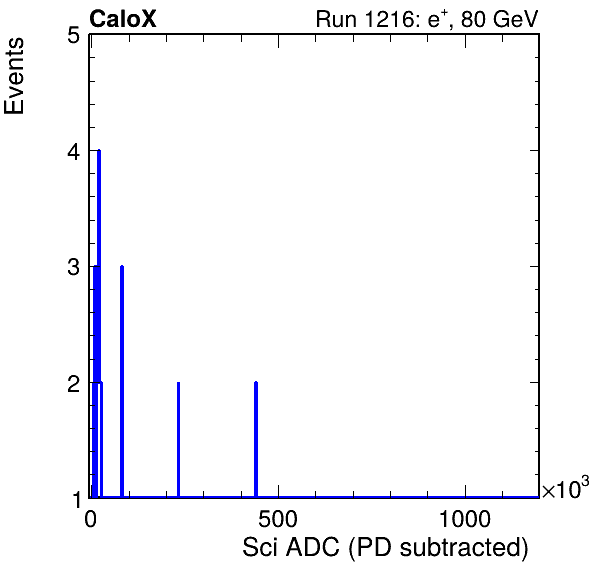 CaloX Run 1216: e⁺, 80 GeV
Events
5
4
3
2
1
0 500 1000 ×10³
Sci ADC (PD subtracted)